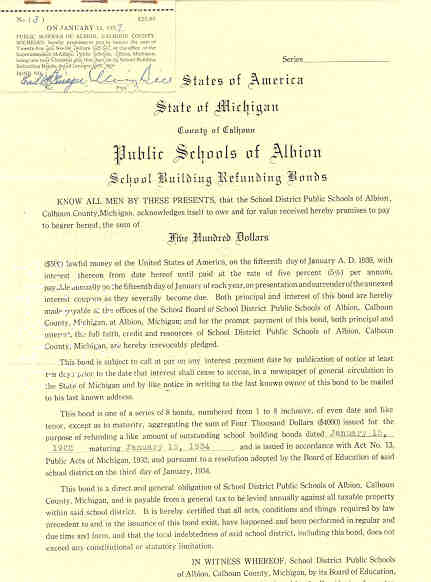 No. (3)
$25.00
ON JANUARY 15, 1937
PUBLIC SCHOOLS OF ALBION, CALHOUN COUNTY
MICHIGAN, hereby
Series
States of America
State of Michigan
County of Calhoun
Public Schools of Albion
School Building Refunding Bonds
KNOW ALL MEN BY THESE PRESENTS, that the School District Public Schools of Albion,
Calhoun County, Michigan, acknowledges itself to owe and for value received hereby promises to pay
to bearer hereof, the sum of
Five Hundred Dollars
($500) lawful money of the United States of America, on the fifteenth day of January A. D. 1938, with
interest thereon from date hereof until paid at the rate of five percent (5%) per annum,
payable annually on the fifteenth day of January of each year, on presentation and surrender of the annexed
interest coupons as they severally become due. Both principal and interest of this bond are hereby
made payable at the offices of the School Board of School District Public Schools of Albion, Calhoun
County, Michigan, at Albion, Michigan; and for the prompt payment of this bond, both principal and
interest, the full faith, credit and resources of School District Public Schools of Albion, Calhoun
County, Michigan, are hereby irrevocably pledged.
This bond is subject to call at par on any interest payment date by publication of notice at least
ten days prior to the date that interest shall cease to accrue, in a newspaper of general circulation in
the State of Michigan and by like notice in writing to the last known owner of this bond to be mailed
to his last known address.
This bond is one of a series of 8 bonds, numbered from 1 to 8 inclusive, of even date and like
tenor, except as to maturity, aggregating the sum of Four Thousand Dollars ($4000) issued for the
purpose of refunding a like amount of outstanding school building bonds dated January 15,
1922 maturing January 15, 1934 and is issued in accordance with Act No. 13,
Public Acts of Michigan, 1932, and pursuant to a resolution adopted by the Board of Education of said
school district on the third day of January, 1934.
This bond is a direct and general obligation of School District Public Schools of Albion, Calhoun
County, Michigan, and is payable from a general tax to be levied annually against all taxable property
within said school district. It is hereby certified that all acts, conditions and things required by law
precedent to and in the issuance of this bond exist, have happened and been performed in regular and
due time and form, and that the total indebtedness of said school district, including this bond, does not
exceed any constitutional or statutory limitation.
IN WITNESS WHEREOF, School District Public Schools
of Albion, Calhoun County, Michigan, by its Board of Education,